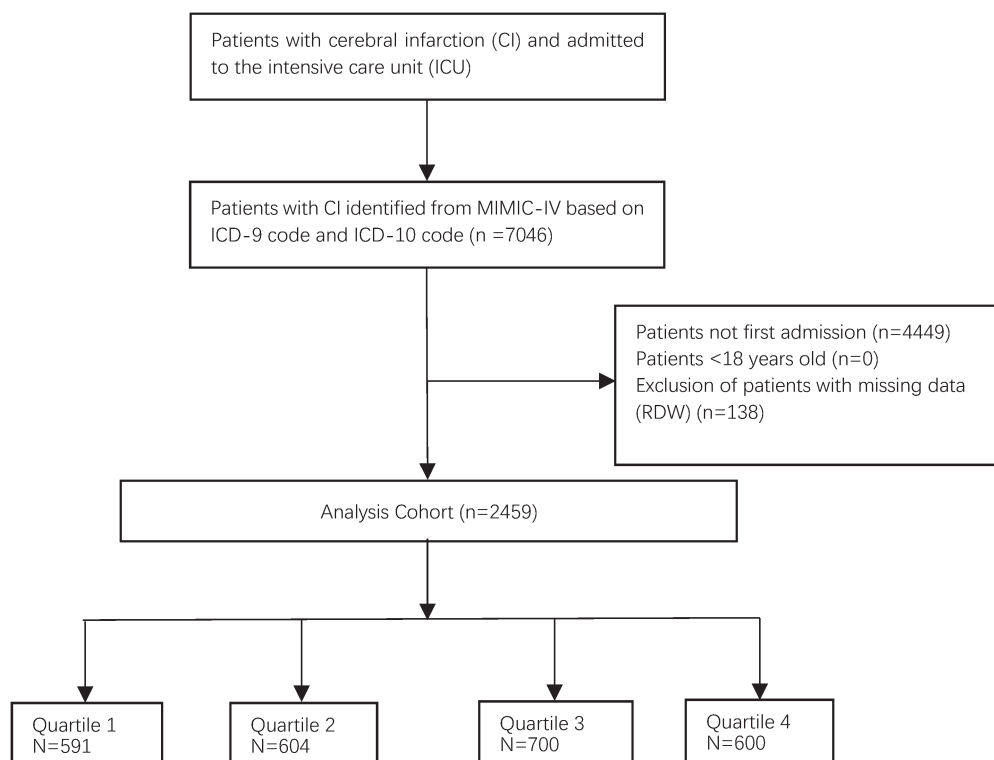 Patients with cerebral infarction (CI) and admitted
to the intensive care unit (ICU)
Patients with CI identified from MIMIC-IV based on
ICD-9 code and ICD-10 code (n =7046)
Patients not first admission (n=4449)
Patients <18 years old (n=0)
Exclusion of patients with missing data
(RDW) (n=138)
Analysis Cohort (n=2459)
Quartile 1
N=591
Quartile 2
N=604
Quartile 3
N=700
Quartile 4
N=600